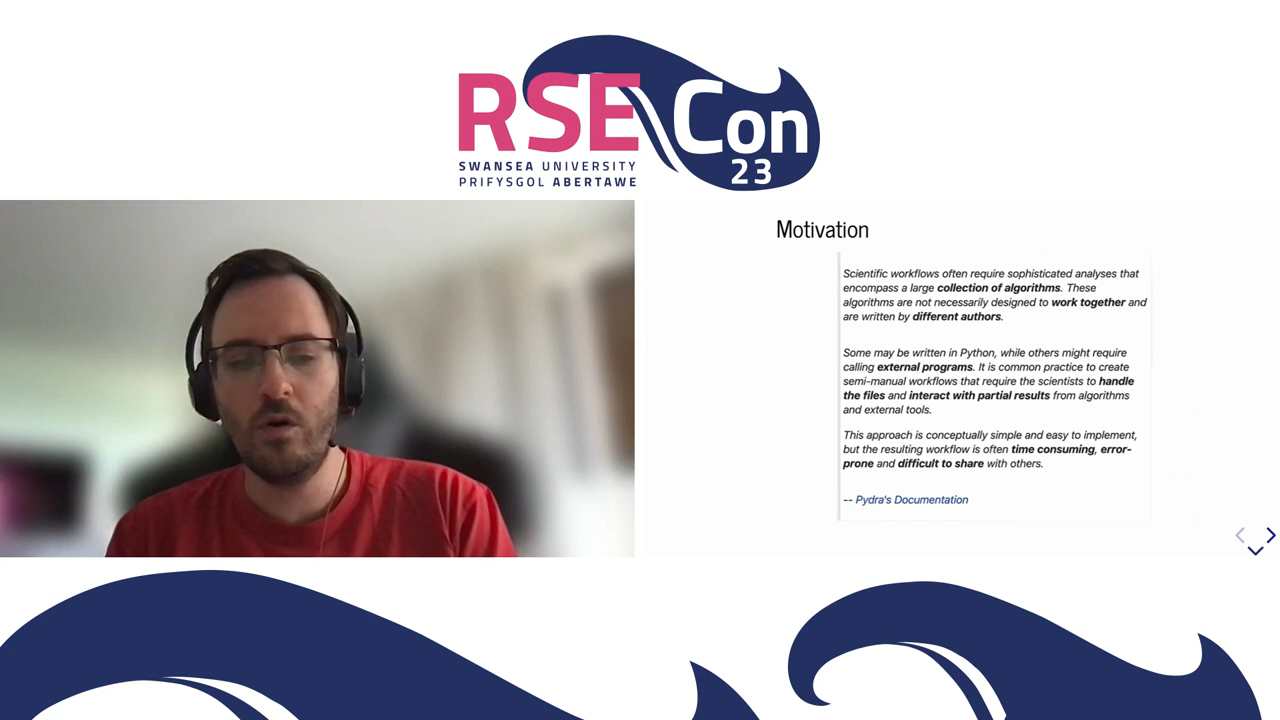 RSE Con
23
SWANSEA UNIVERSITY
PRIFYSGOL ABERTAWE
Motivation
Scientific workflows often require sophisticated analyses that
encompass a large collection of algorithms. These
algorithms are not necessarily designed to work together and
are written by different authors.
Some may be written in Python, while others might require
calling external programs. It is common practice to create
semi-manual workflows that require the scientists to handle
the files and interact with partial results from algorithms
and external tools.
This approach is conceptually simple and easy to implement,
but the resulting workflow is often time consuming, error-
prone and difficult to share with others.
-- Pydra's Documentation